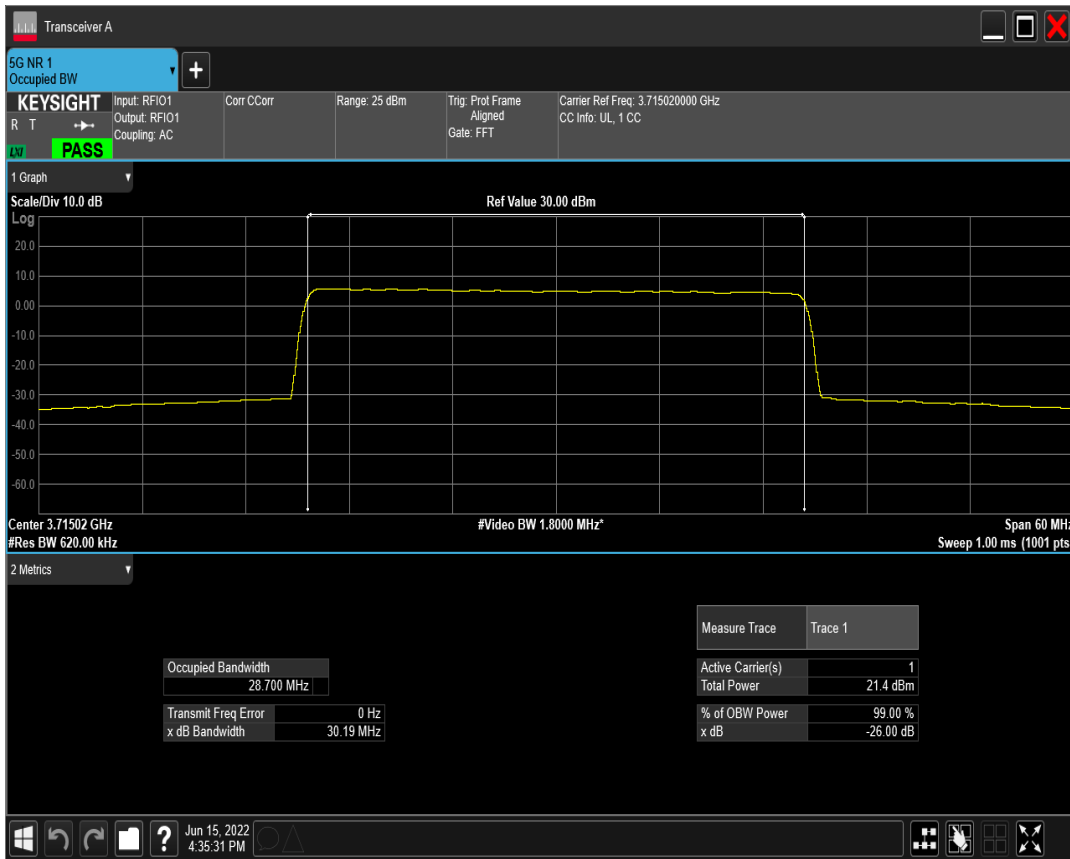 Transceiver A
5G NR 1
Occupied BW
KEYSIGHT
R T
LXI
PASS
Input: RFIO1
Output: RFIO1
Coupling: AC
Corr CCorr
Range: 25 dBm
Trig: Prot Frame
Aligned
Gate: FFT
Carrier Ref Freq: 3.715020000 GHz
CC Info: UL, 1 CC
1 Graph
Scale/Div 10.0 dB
Ref Value 30.00 dBm
Log
20.0
10.0
0.00
-10.0
-20.0
-30.0
-40.0
-50.0
-60.0
Center 3.71502 GHz
#Video BW 1.8000 MHz*
Span 60 MHz
#Res BW 620.00 kHz
Sweep 1.00 ms (1001 pts
2 Metrics
Measure Trace Trace 1
Occupied Bandwidth
28.700 MHz
Active Carrier(s) 1
Total Power 21.4 dBm
Transmit Freq Error 0 Hz
x dB Bandwidth 30.19 MHz
% of OBW Power 99.00 %
x dB -26.00 dB
?
Jun 15, 2022
4:35:31 PM